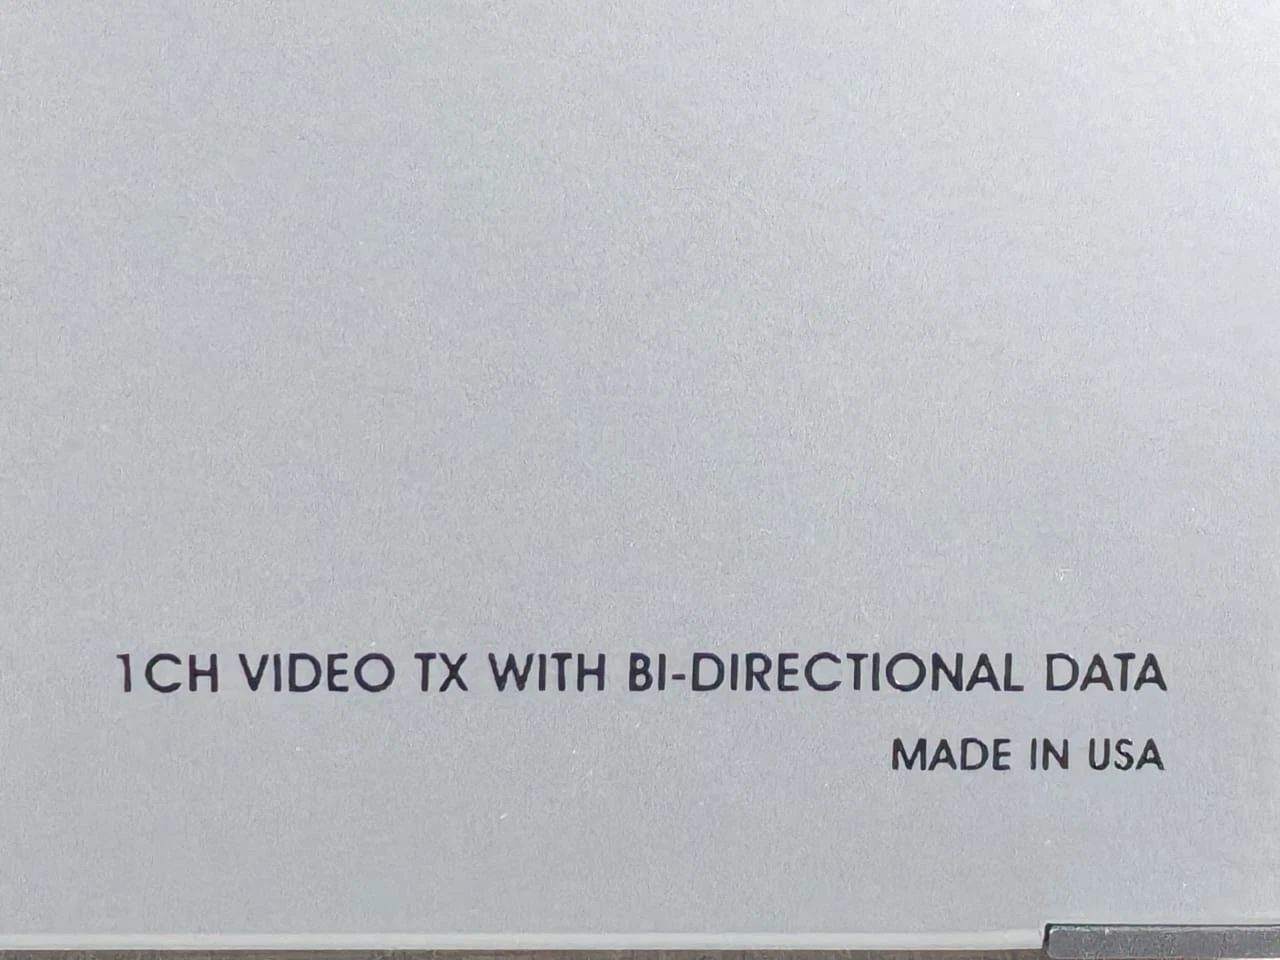 1CH VIDEO TX WITH BI-DIRECTIONAL DATA
MADE IN USA